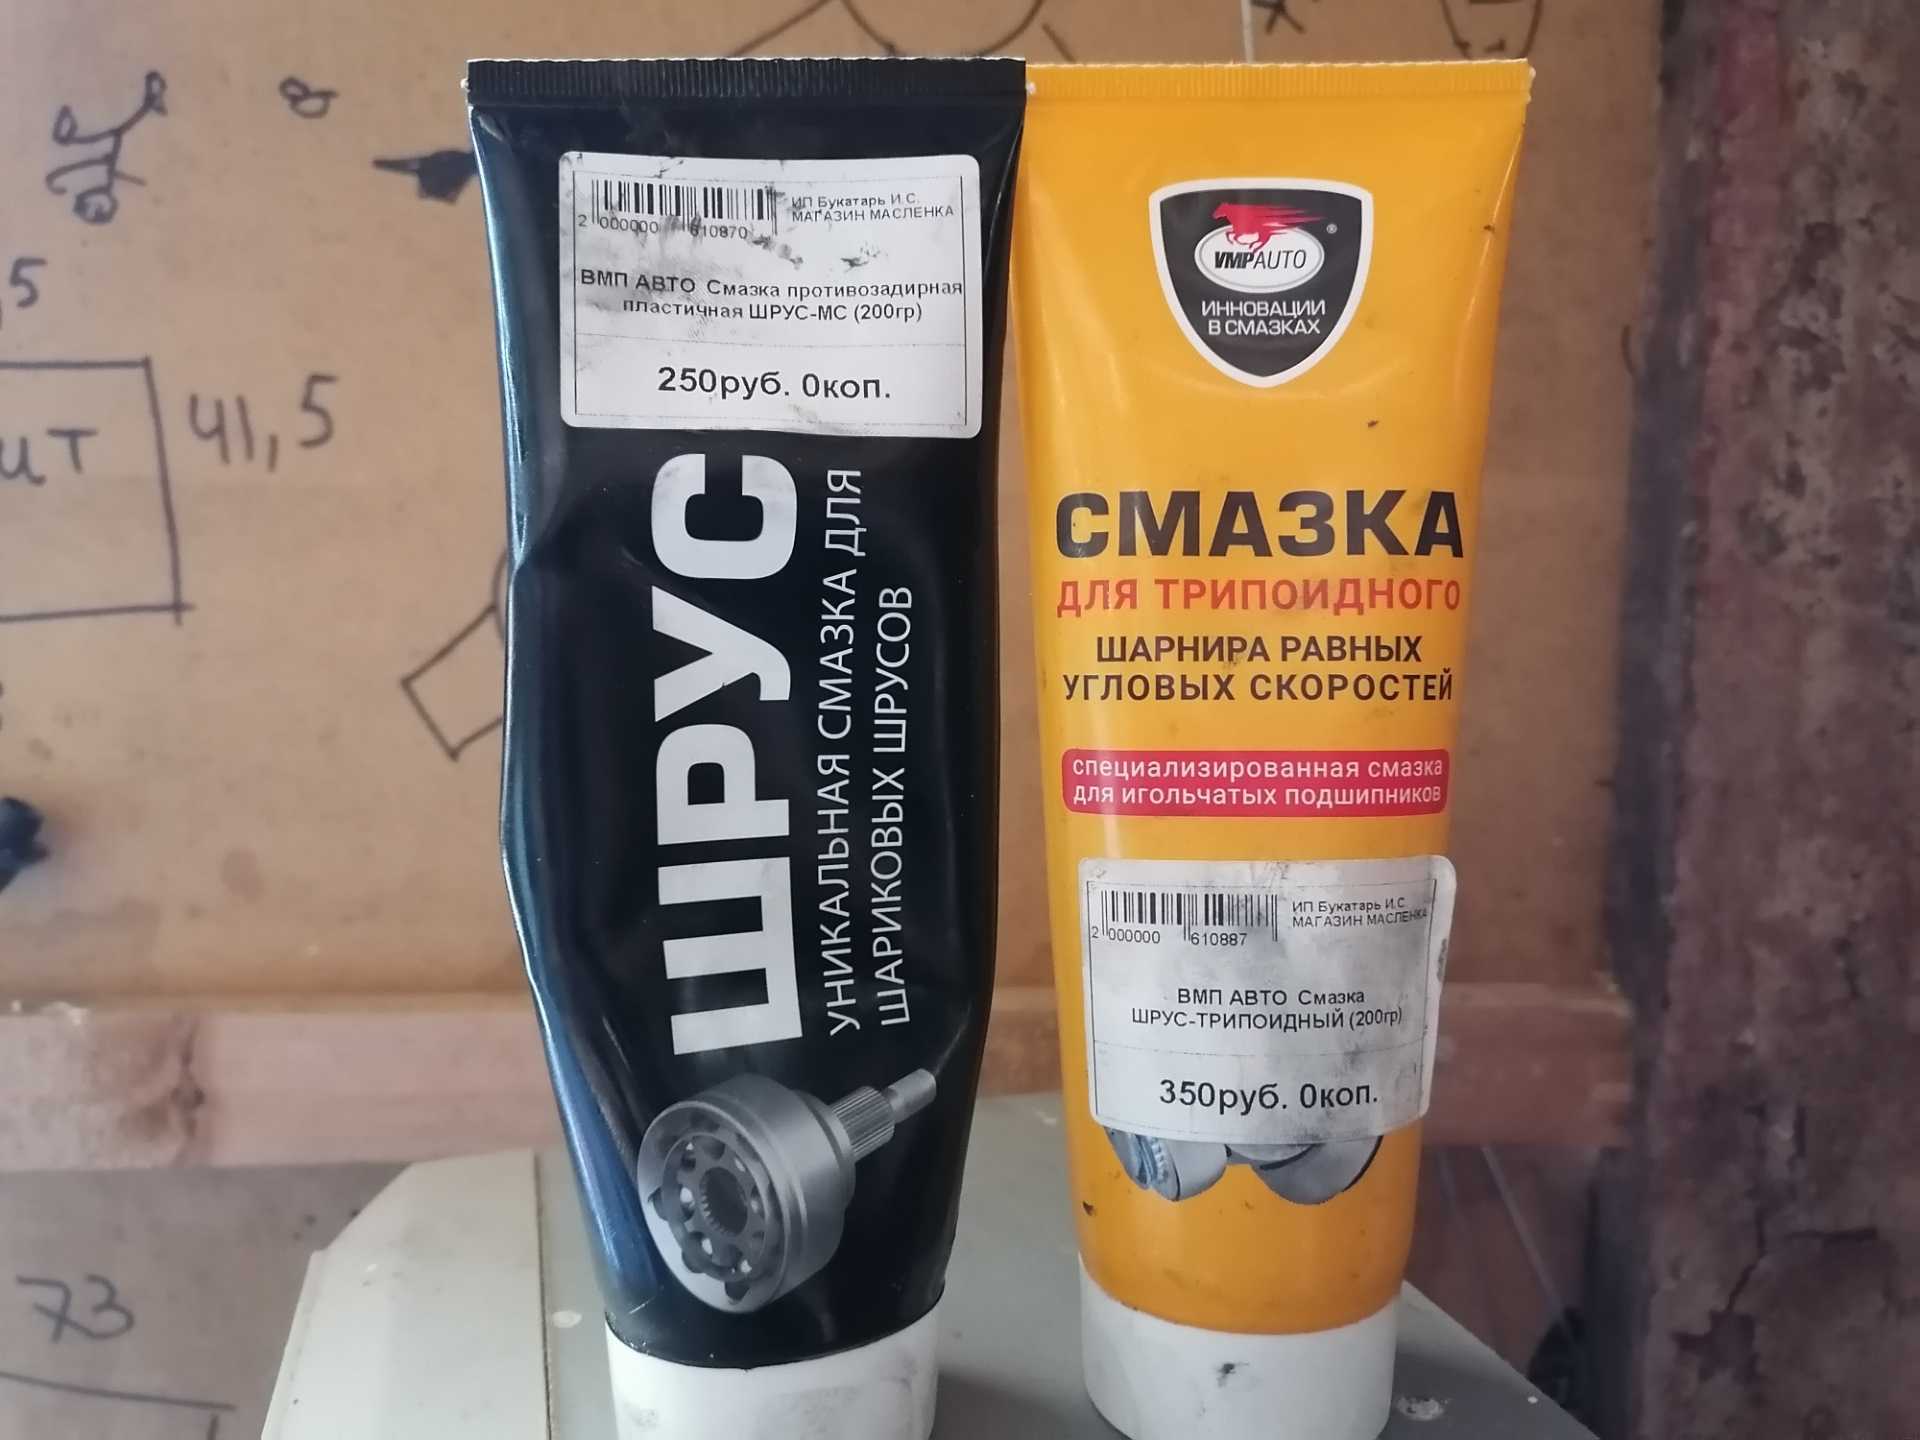 ИП Букатарь И.С.
МАГАЗИН МАСЛЕНКА
2 000000 610870
ВМП АВТО Смазка противозадирная
пластичная ШРУС-МС (200гр)
250руб. 0коп.
ШРУС
УНИКАЛЬНАЯ СМАЗКА ДЛЯ
ШАРИКОВЫХ ШРУСОВ
VMPAUTO
®
ИННОВАЦИИ
В СМАЗКАХ
СМАЗКА
ДЛЯ ТРИПОИДНОГО
ШАРНИРА РАВНЫХ
УГЛОВЫХ СКОРОСТЕЙ
специализированная смазка
для игольчатых подшипников
ИП Букатарь И.С.
МАГАЗИН МАСЛЕНКА
2 000000 610887
ВМП АВТО Смазка
ШРУС-ТРИПОИДНЫЙ (200гр)
350руб. 0коп.
,5
41,5
73